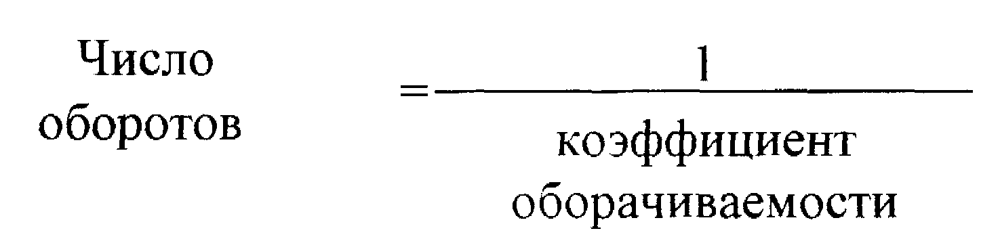 Число
оборотов
=
1
коэффициент
оборачиваемости